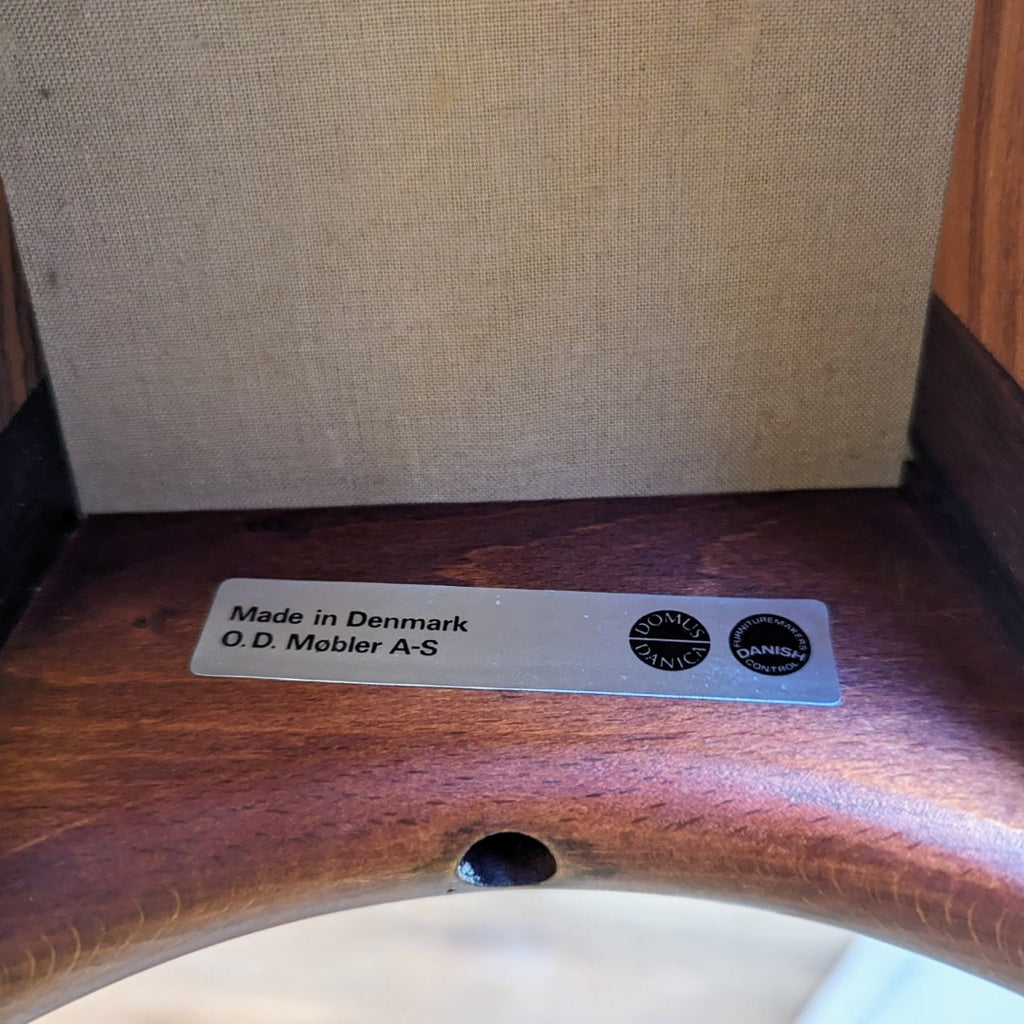 Made in Denmark
O.D. Møbler A-S
DOMUS
DANICA
FURNITUREMAKERS
DANISH
CONTROL